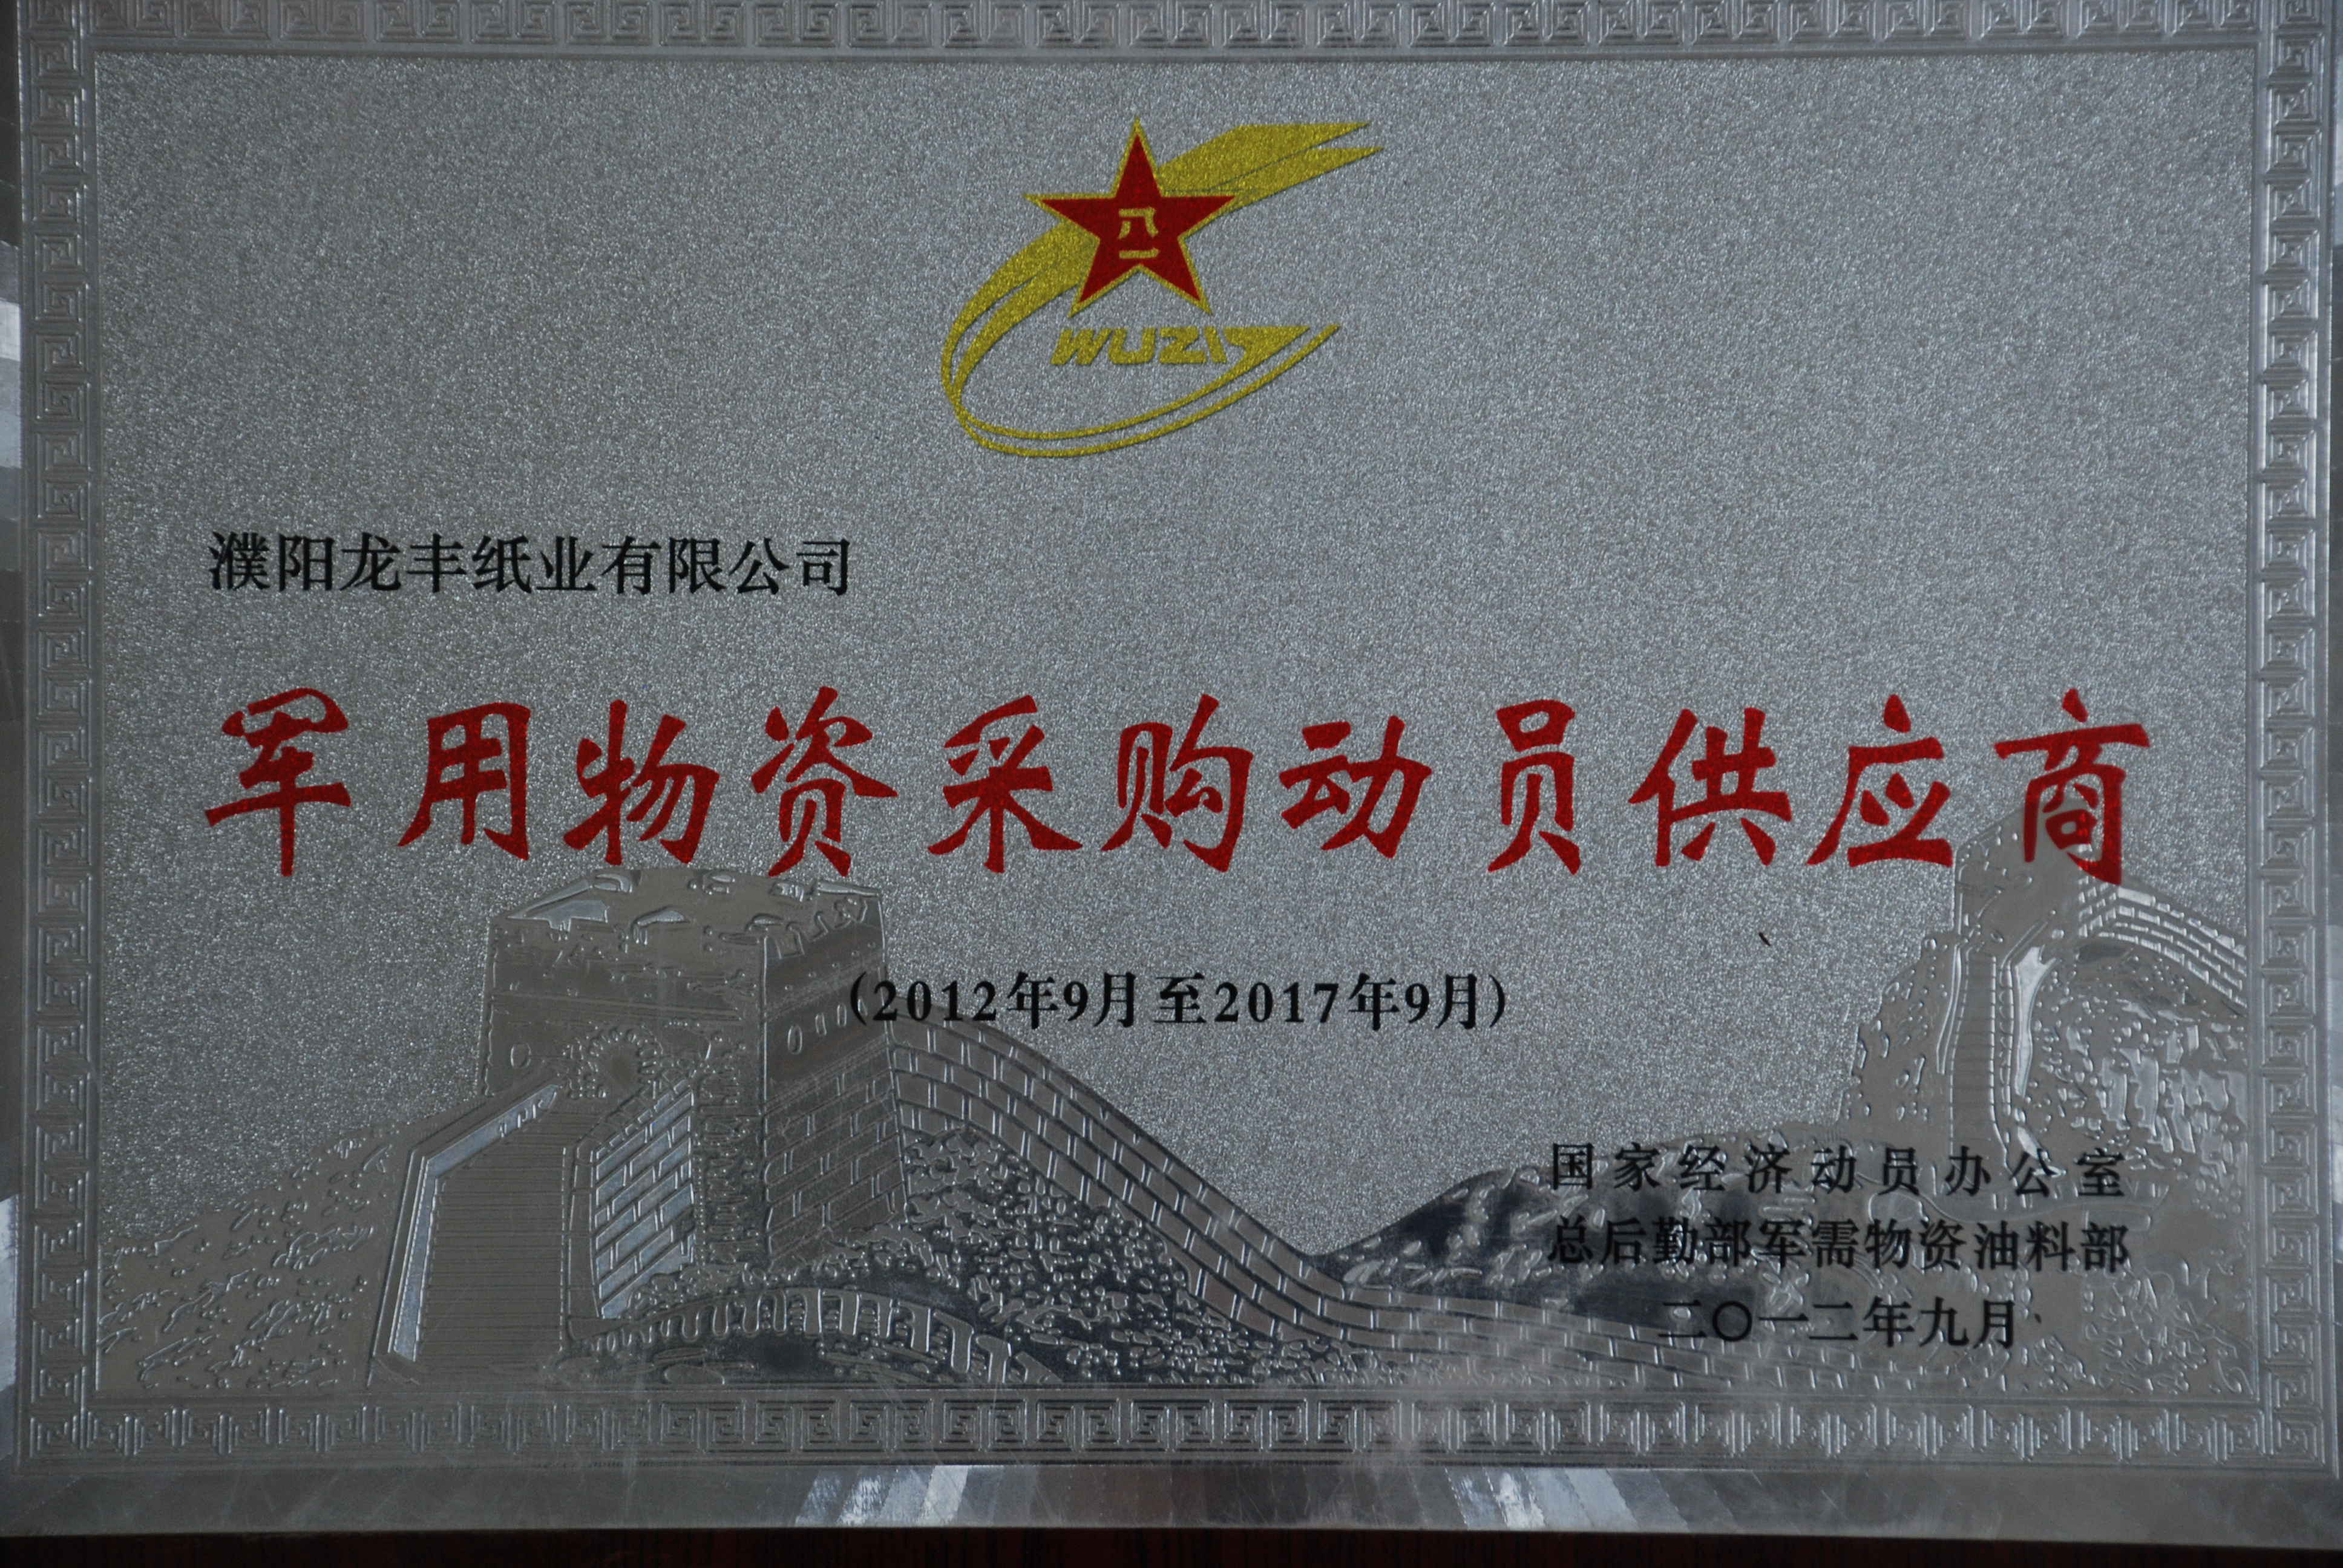 八一
WUZI
濮阳龙丰纸业有限公司
军用物资采购动员供应商
(2012年9月至2017年9月)
国家经济动员办公室
总后勤部军需物资油料部
二〇一二年九月